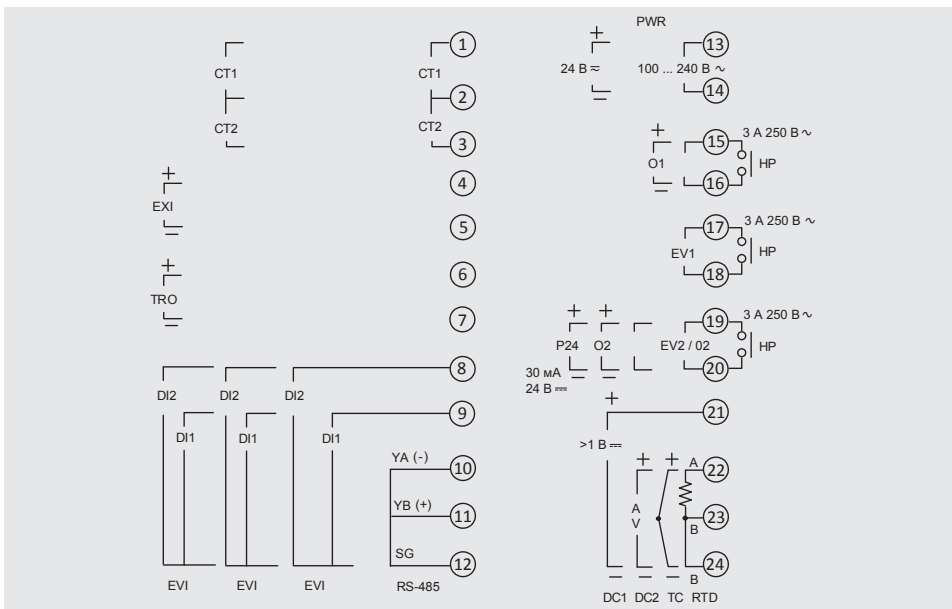 PWR
+ 1 + 13
24 В ≂ 100 ... 240 В ∿
CT1 CT1
2 14
CT2 CT2
3 + 15 3 A 250 В ∿
O1 HP
+ 4 16
EXI
5 17 3 A 250 В ∿
EV1 HP
+ 6 18
TRO
7 + + 19 3 A 250 В ∿
P24 O2 EV2 / 02 HP
8 30 мА 20
24 В ⎓
DI2 DI2 DI2
9 + 21
DI1 DI1 DI1
>1 В ⎓
YA (-) 10 + + A 22
YB (+) 11 A V B 23
SG 12 B 24
EVI EVI EVI RS-485 DC1 DC2 TC RTD